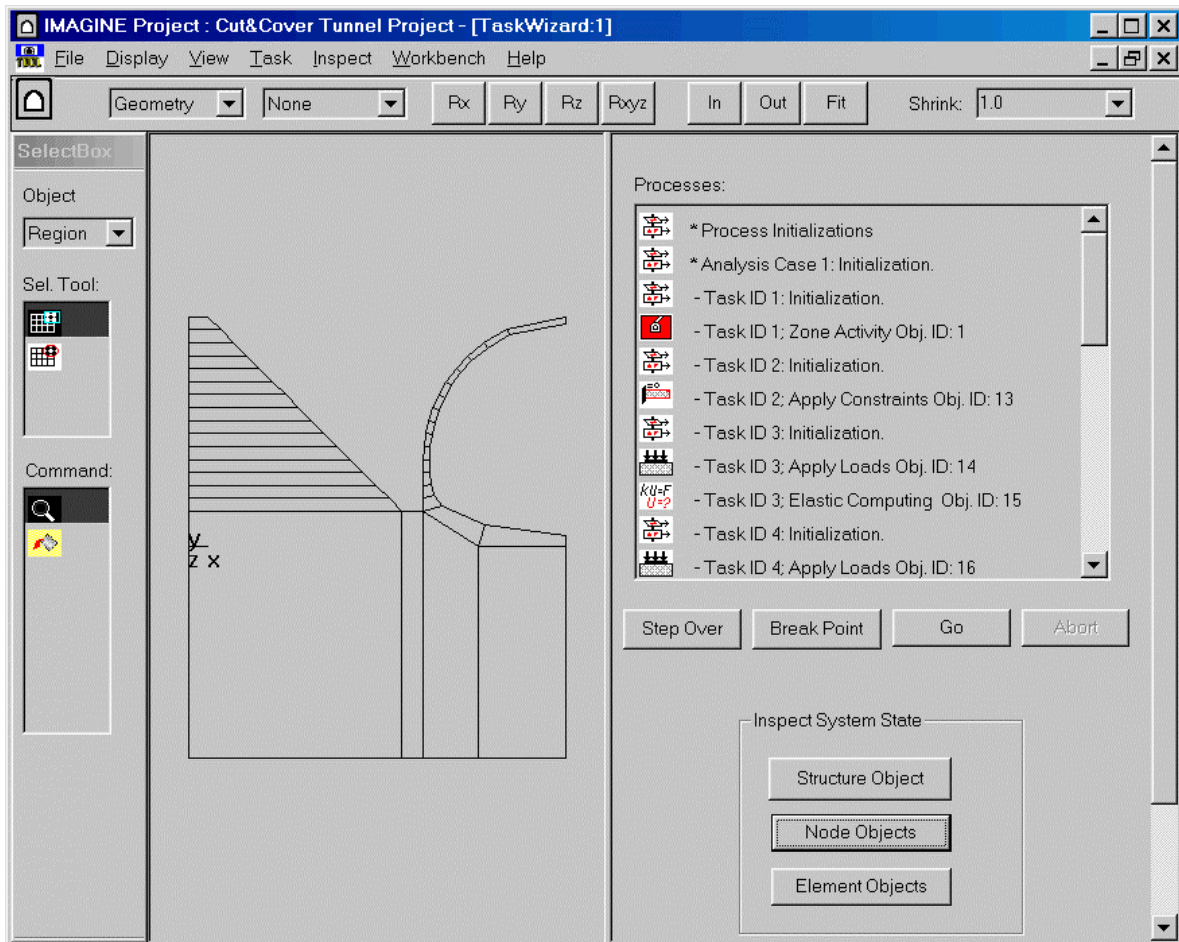 IMAGINE Project : Cut&Cover Tunnel Project - [TaskWizard:1]
TOOL File Display View Task Inspect Workbench Help
Geometry None Rx Ry Rz Rxyz In Out Fit Shrink: 1.0
SelectBox
Object
Region
Sel. Tool:
Command:
y
z x
Processes:
* Process Initializations
* Analysis Case 1: Initialization.
- Task ID 1: Initialization.
- Task ID 1; Zone Activity Obj. ID: 1
- Task ID 2: Initialization.
=0 - Task ID 2; Apply Constraints Obj. ID: 13
- Task ID 3: Initialization.
- Task ID 3; Apply Loads Obj. ID: 14
KU=F
U=? - Task ID 3; Elastic Computing Obj. ID: 15
- Task ID 4: Initialization.
- Task ID 4; Apply Loads Obj. ID: 16
Step Over Break Point Go Abort
Inspect System State
Structure Object
Node Objects
Element Objects